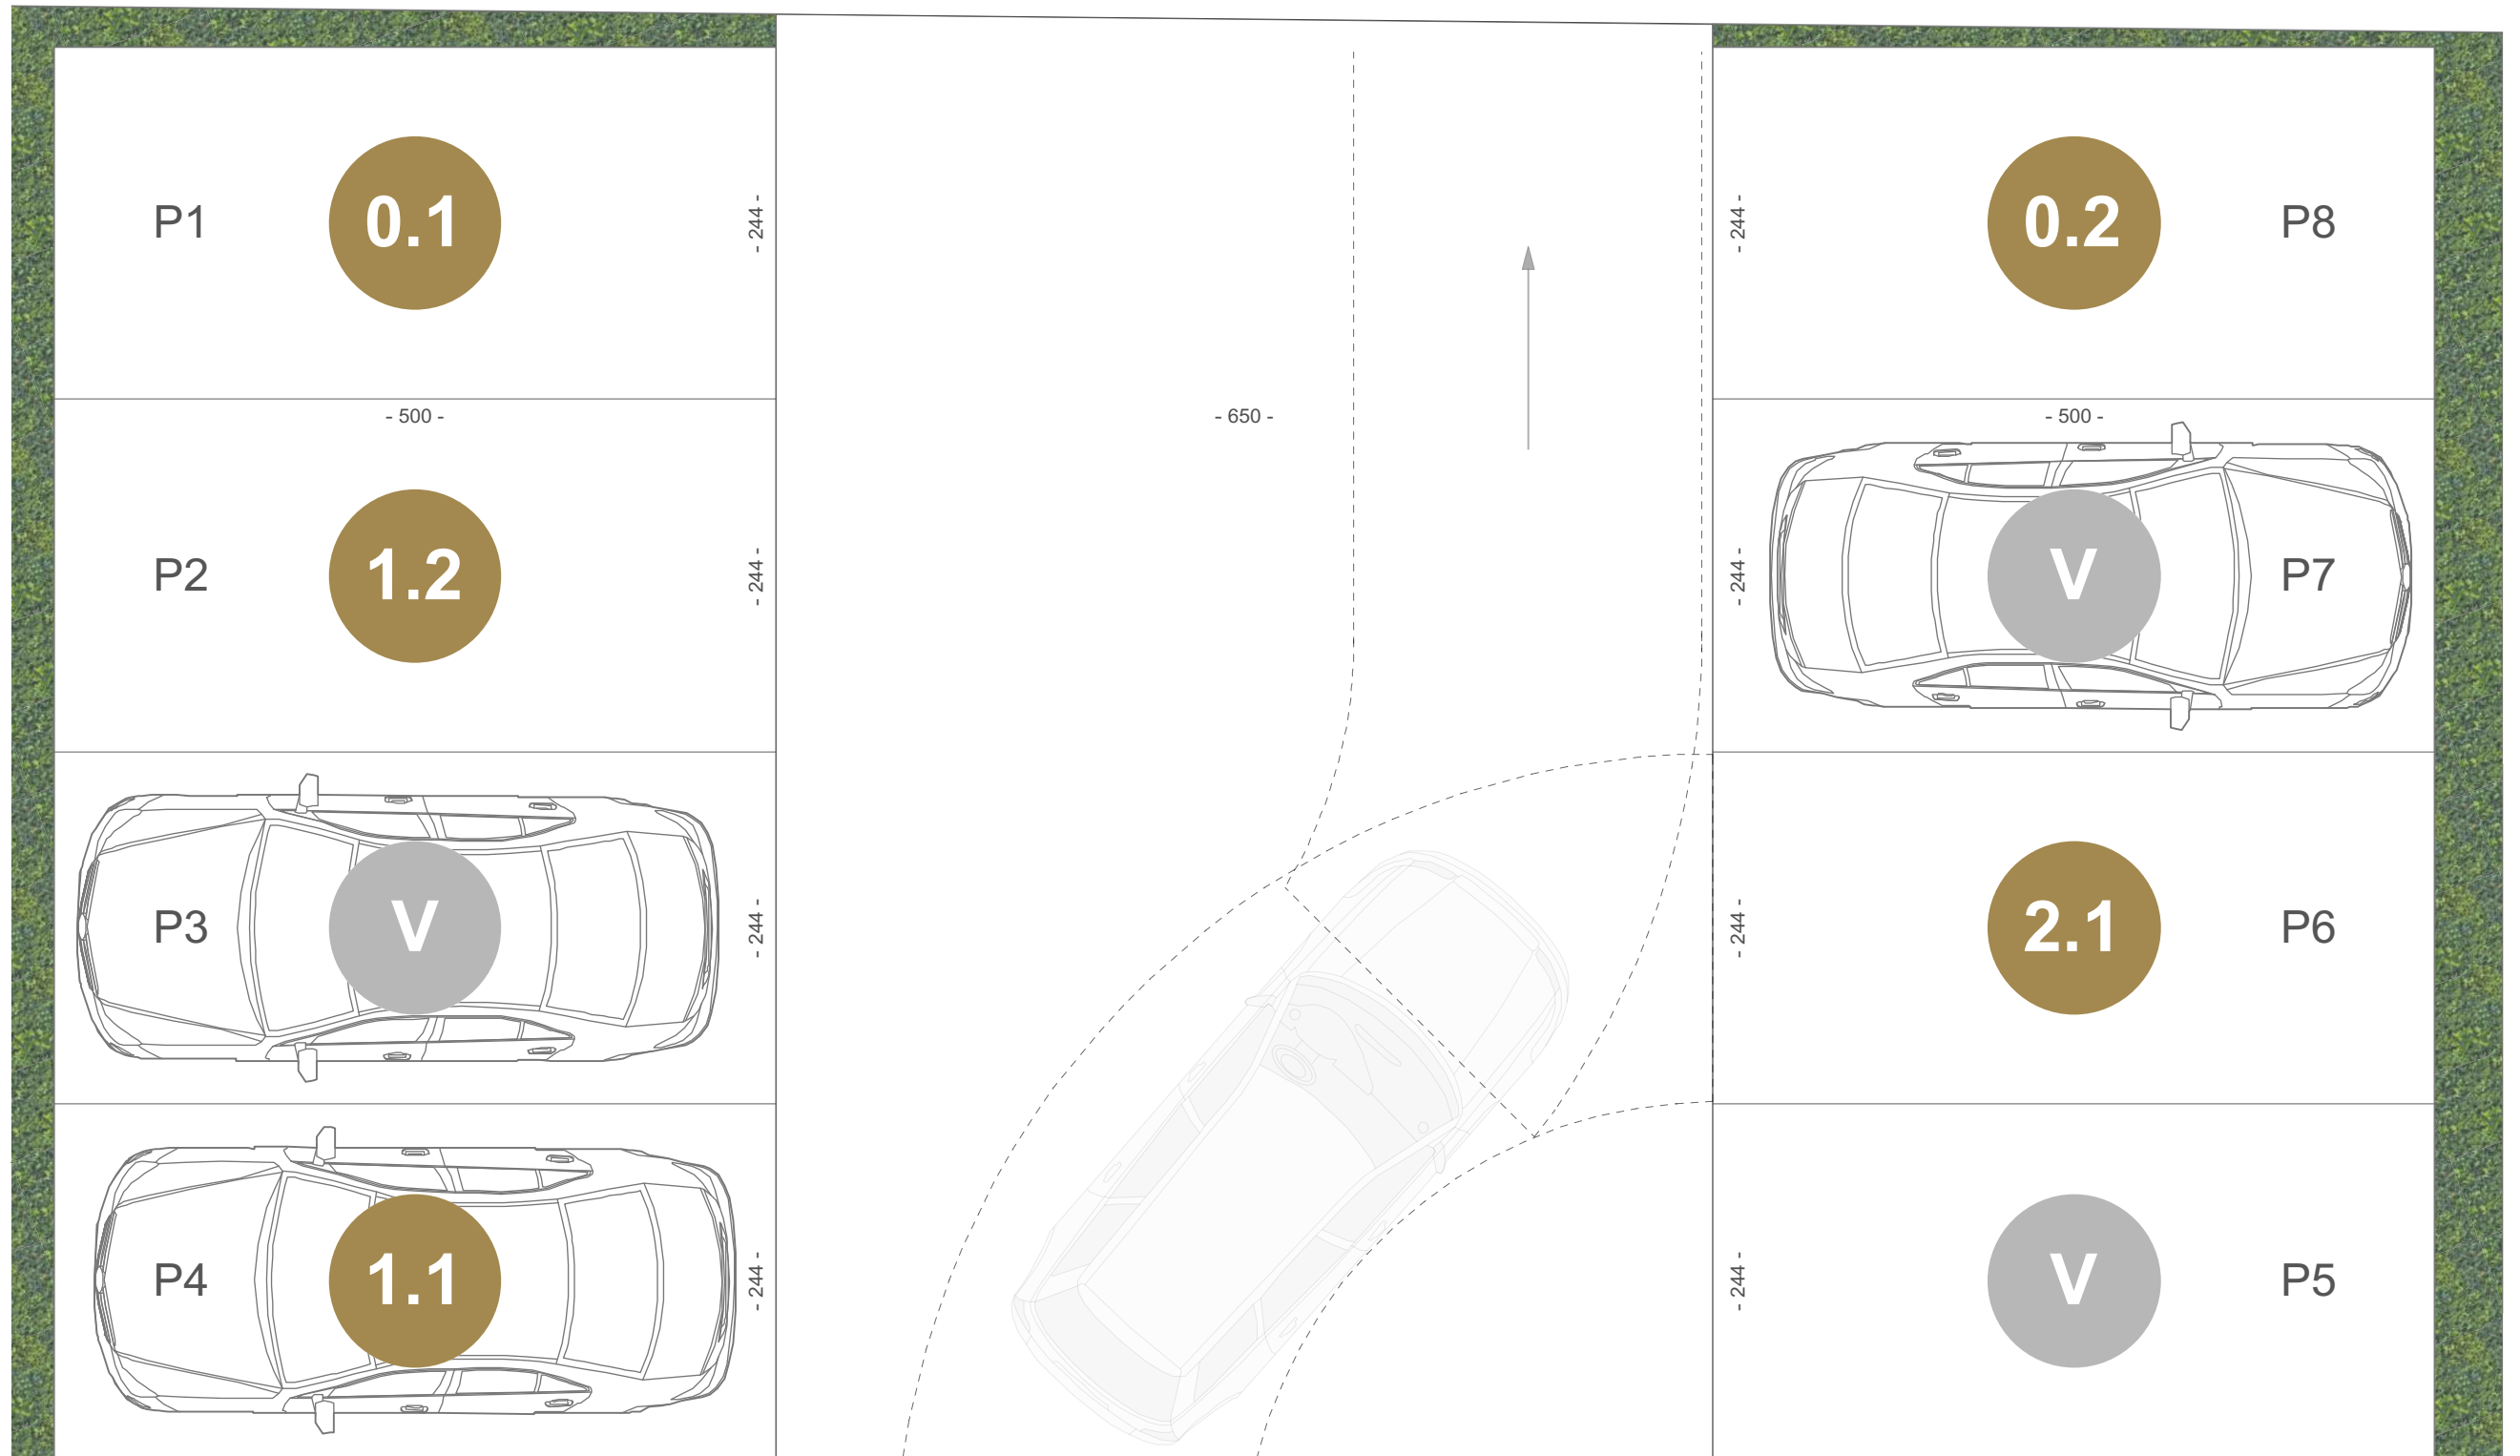 P1 0.1 - 244 - - 244 - 0.2 P8
- 500 - - 650 - - 500 -
P2 1.2 - 244 - - 244 - V P7
P3 V - 244 - - 244 - 2.1 P6
P4 1.1 - 244 - - 244 - V P5